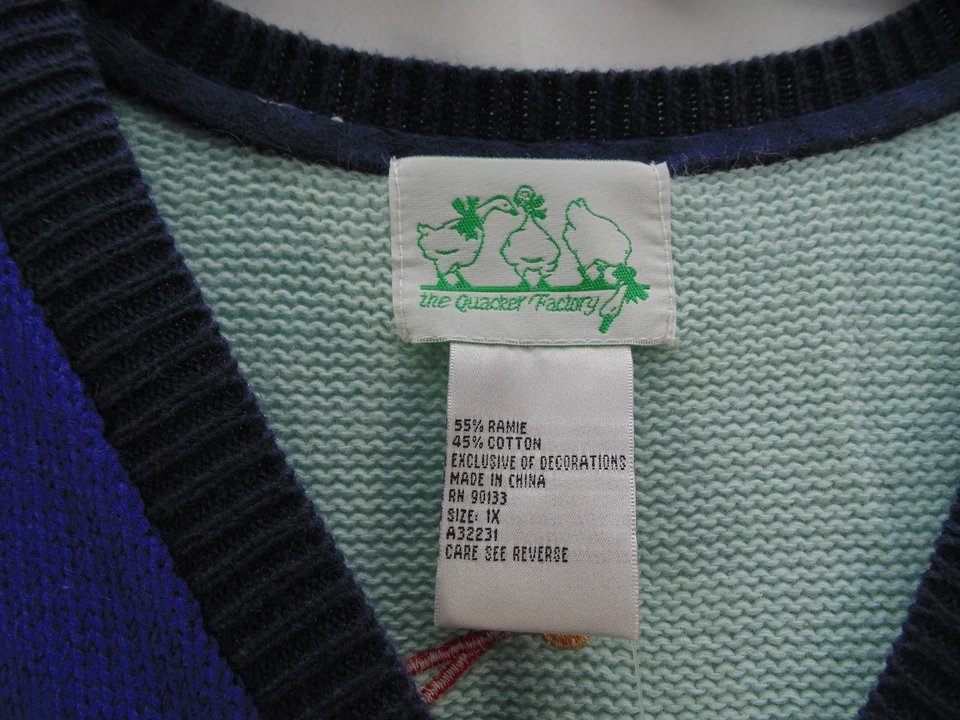 the Quacker Factory
55% RAMIE
45% COTTON
EXCLUSIVE OF DECORATIONS
MADE IN CHINA
RN 90133
SIZE: 1X
A32231
CARE SEE REVERSE